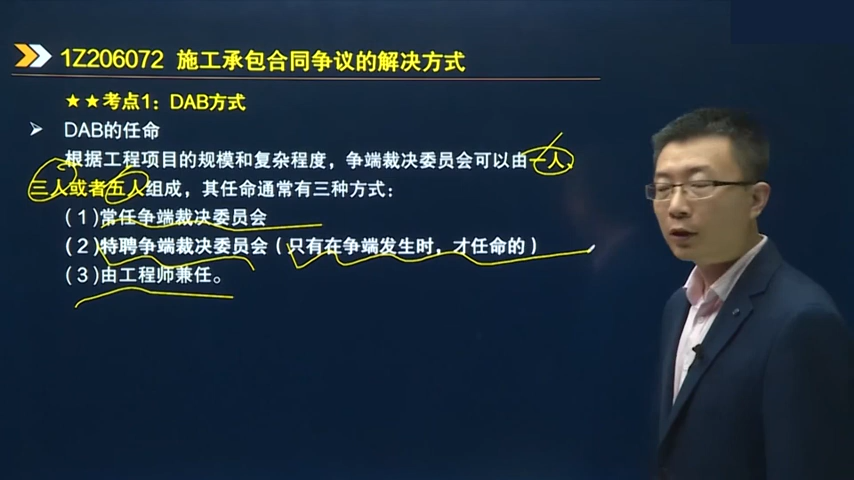 1Z206072 施工承包合同争议的解决方式
★★考点1：DAB方式
DAB的任命
根据工程项目的规模和复杂程度，争端裁决委员会可以由一人、
三人或者五人组成，其任命通常有三种方式：
(1)常任争端裁决委员会
(2)特聘争端裁决委员会（只有在争端发生时，才任命的）
(3)由工程师兼任。